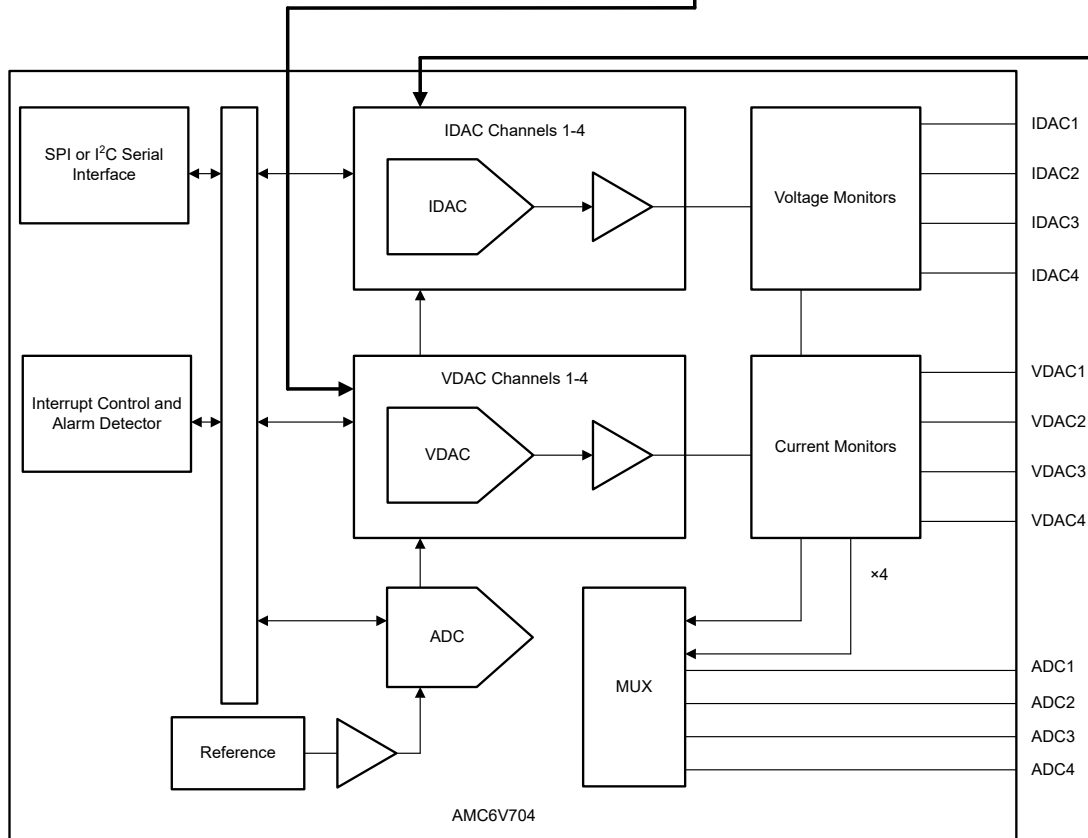 IDAC Channels 1-4
IDAC1
SPI or I²C Serial
Interface
IDAC2
IDAC
Voltage Monitors
IDAC3
IDAC4
VDAC Channels 1-4
VDAC1
Interrupt Control and
Alarm Detector
VDAC2
VDAC
Current Monitors
VDAC3
VDAC4
×4
ADC
MUX
ADC1
ADC2
Reference
ADC3
ADC4
AMC6V704